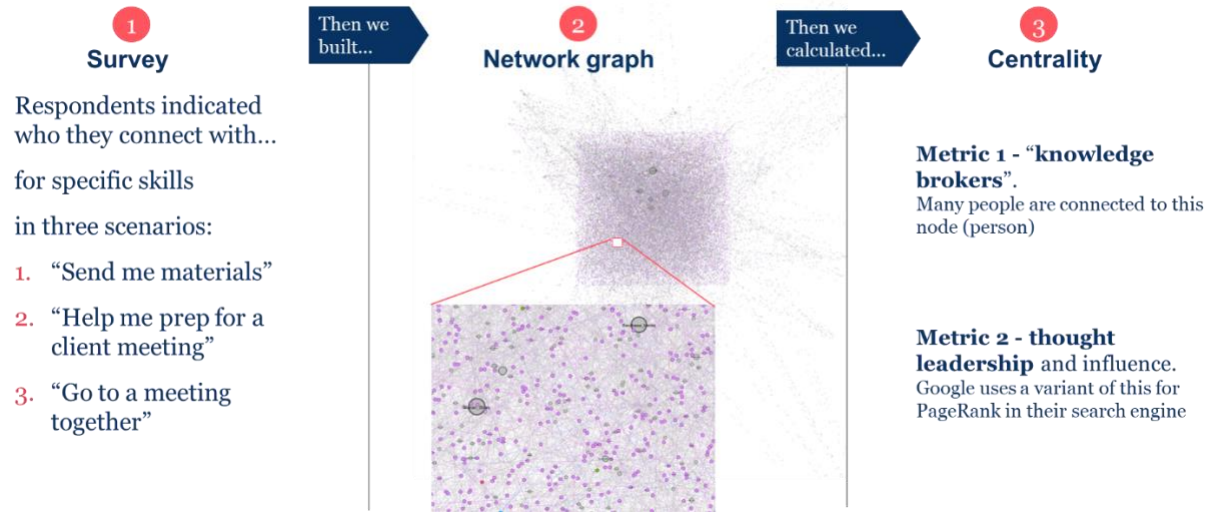 1
Survey
Respondents indicated
who they connect with...
for specific skills
in three scenarios:
1. “Send me materials”
2. “Help me prep for a
client meeting”
3. “Go to a meeting
together”
Then we
built...
2
Network graph
Then we
calculated...
3
Centrality
Metric 1 - “knowledge
brokers”.
Many people are connected to this
node (person)
Metric 2 - thought
leadership and influence.
Google uses a variant of this for
PageRank in their search engine